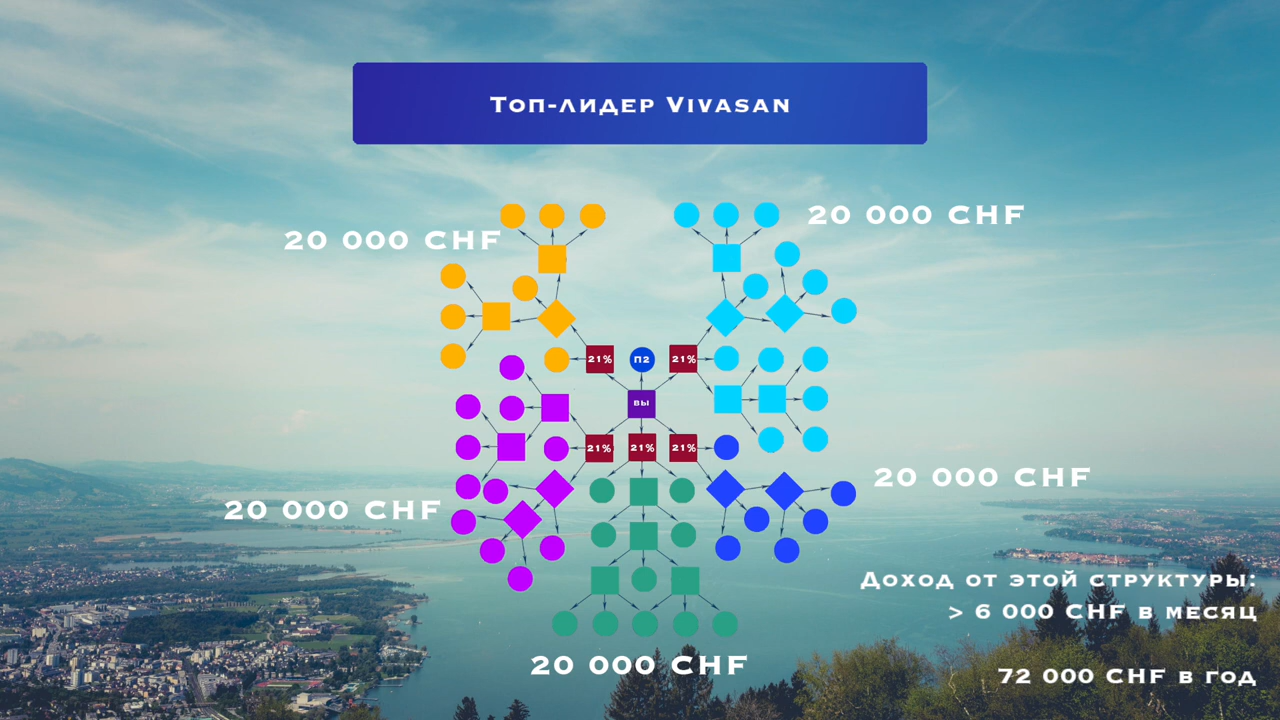 Топ-лидер Vivasan
20 000 CHF
20 000 CHF
21%
П2
21%
ВЫ
21%
21%
21%
20 000 CHF
20 000 CHF
Доход от этой структуры:
> 6 000 CHF в месяц
20 000 CHF
72 000 CHF в год